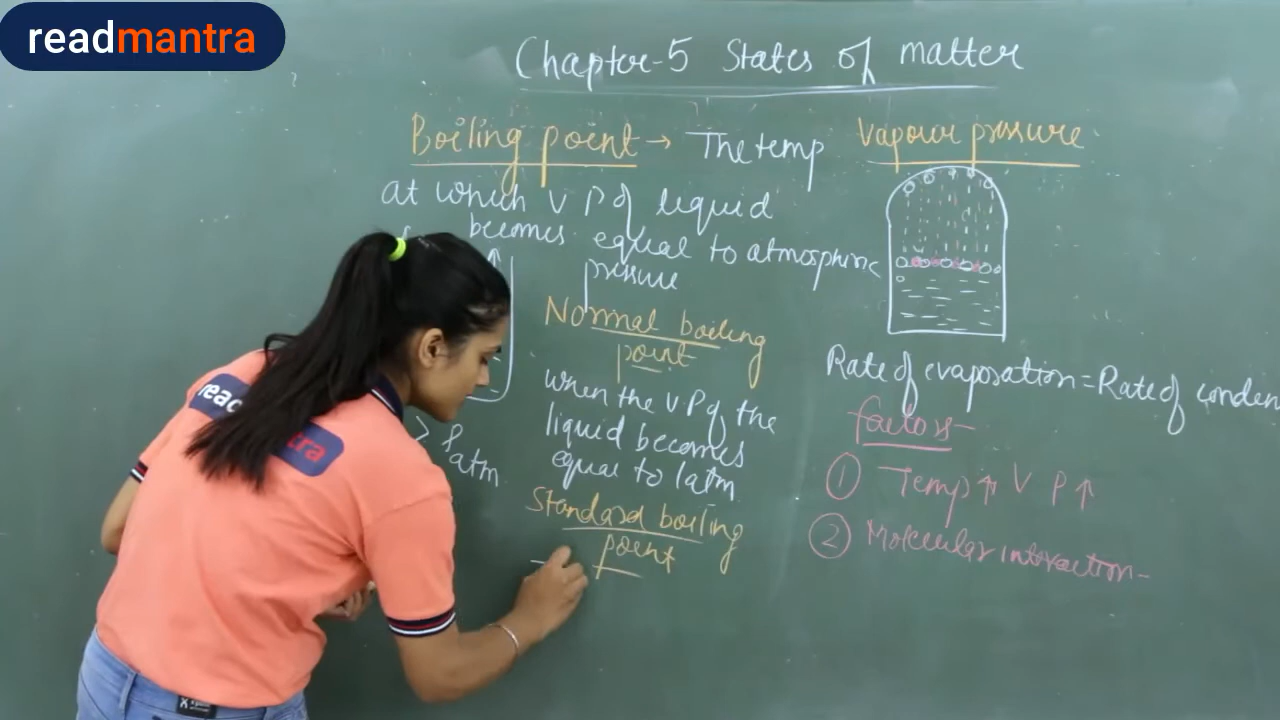 readmantra
Chapter-5 States of matter
Boiling point → The temp
at which V P of liquid
becomes equal to atmospheric
pressure
> P atm
Normal boiling
point
when the V P of the
liquid becomes
equal to 1atm
Standard boiling
point
Vapour pressure
Rate of evaporation = Rate of conden
factors-
① Temp ↑ V P ↑
② Molecular interaction-